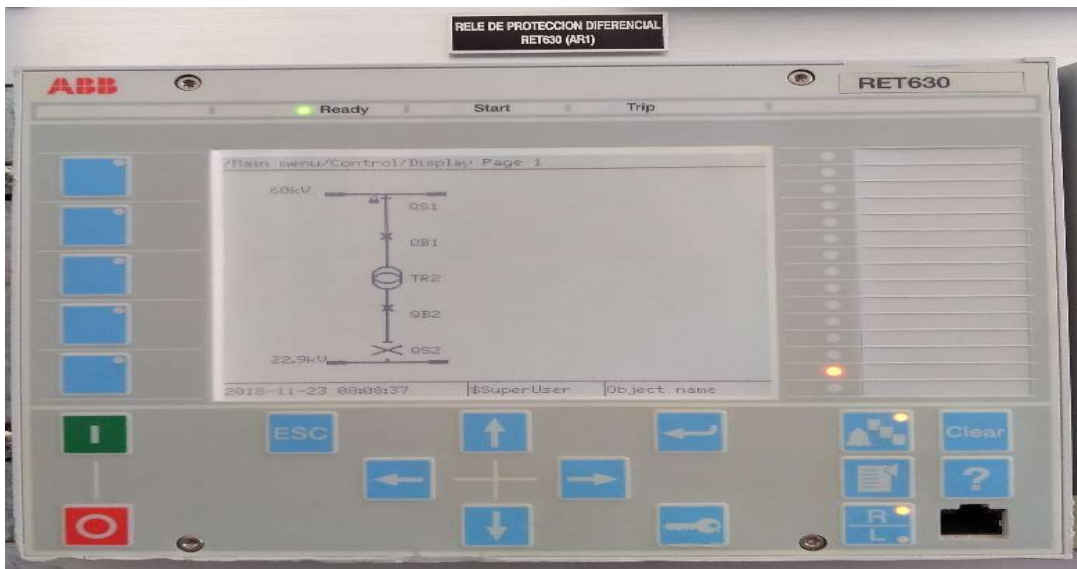 RELE DE PROTECCION DIFERENCIAL
RET630 (AR1)
ABB
RET630
Ready Start Trip
/Main menu/Control/Display Page 1
60kV
QS1
QB1
TR2
QB2
QS2
22.9kV
2018-11-23 08:08:37 $SuperUser Object name
I
ESC
Clear
?
O
R
L